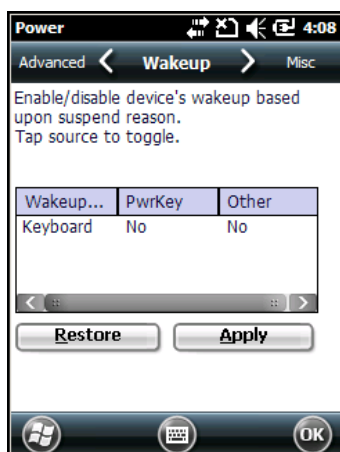 Power 4:08
Advanced Wakeup Misc
Enable/disable device's wakeup based
upon suspend reason.
Tap source to toggle.
Wakeup... PwrKey Other
Keyboard No No
Restore Apply
OK